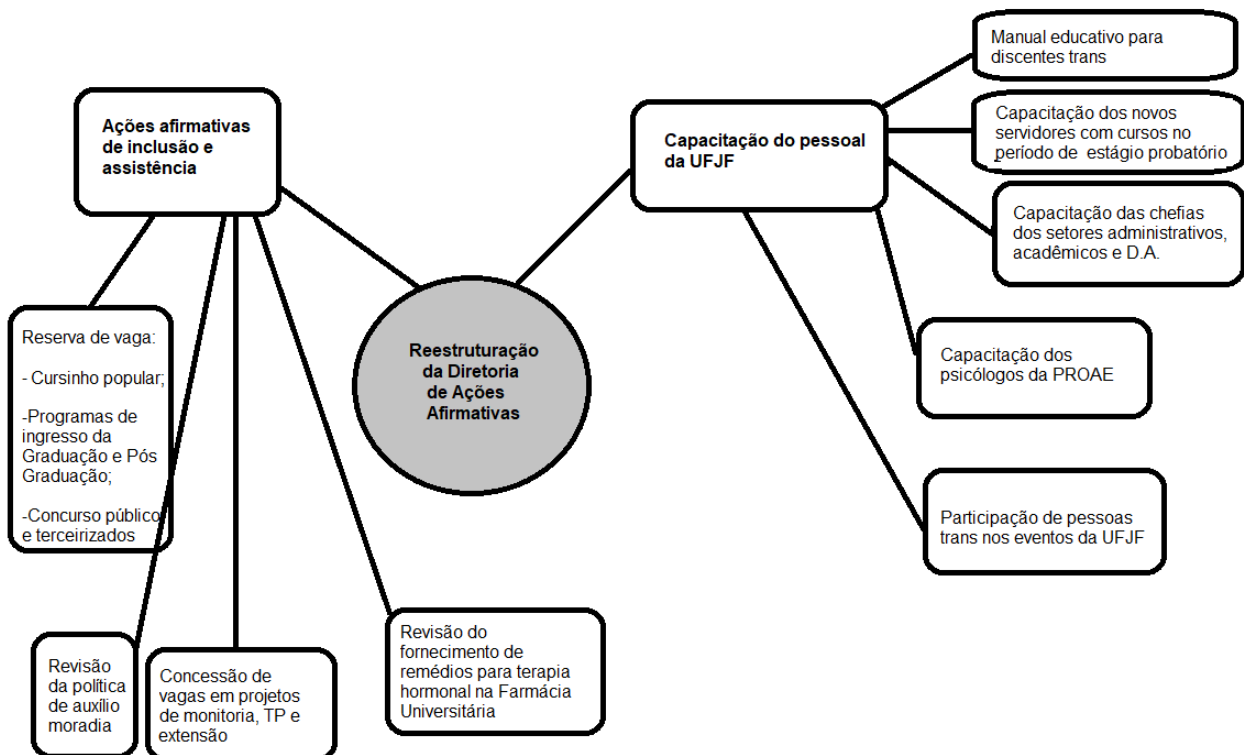 Ações afirmativas
de inclusão e
assistência
Reserva de vaga:
- Cursinho popular;
-Programas de
ingresso da
Graduação e Pós
Graduação;
-Concurso público
e terceirizados
Revisão
da política
de auxílio
moradia
Concessão de
vagas em projetos
de monitoria, TP e
extensão
Revisão do
fornecimento de
remédios para terapia
hormonal na Farmácia
Universitária
Reestruturação
da Diretoria
de Ações
Afirmativas
Capacitação do pessoal
da UFJF
Manual educativo para
discentes trans
Capacitação dos novos
servidores com cursos no
período de estágio probatório
Capacitação das chefias
dos setores administrativos,
acadêmicos e D.A.
Capacitação dos
psicólogos da PROAE
Participação de pessoas
trans nos eventos da UFJF